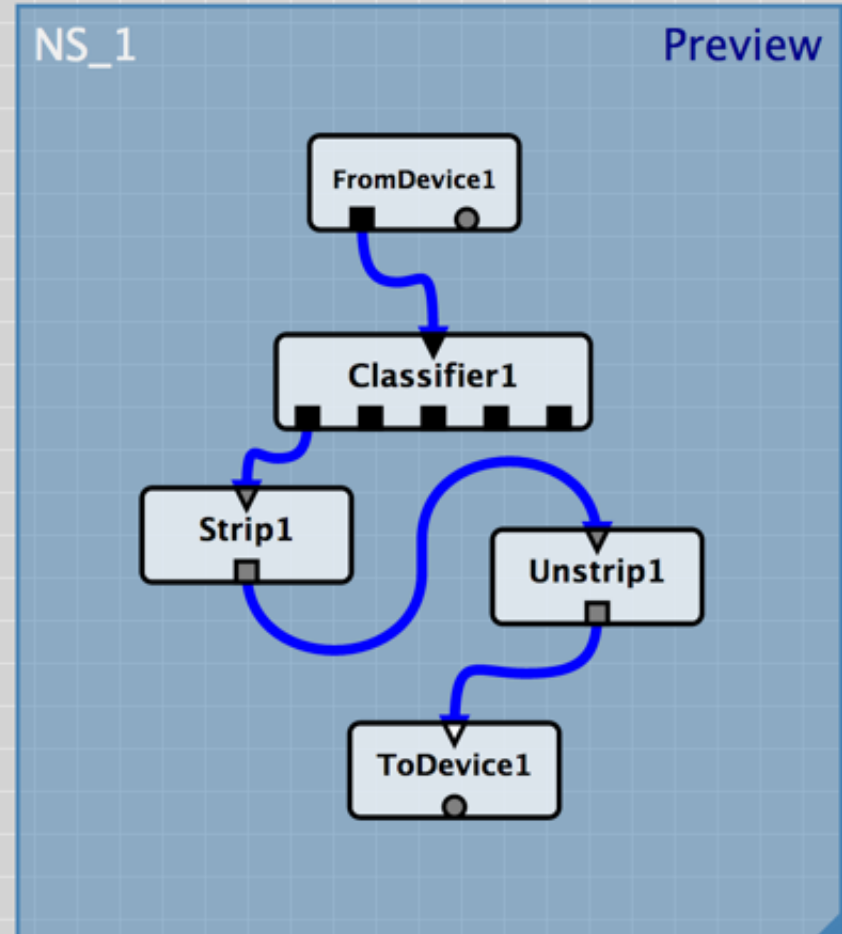 NS_1
Preview
FromDevice1
Classifier1
Strip1
Unstrip1
ToDevice1